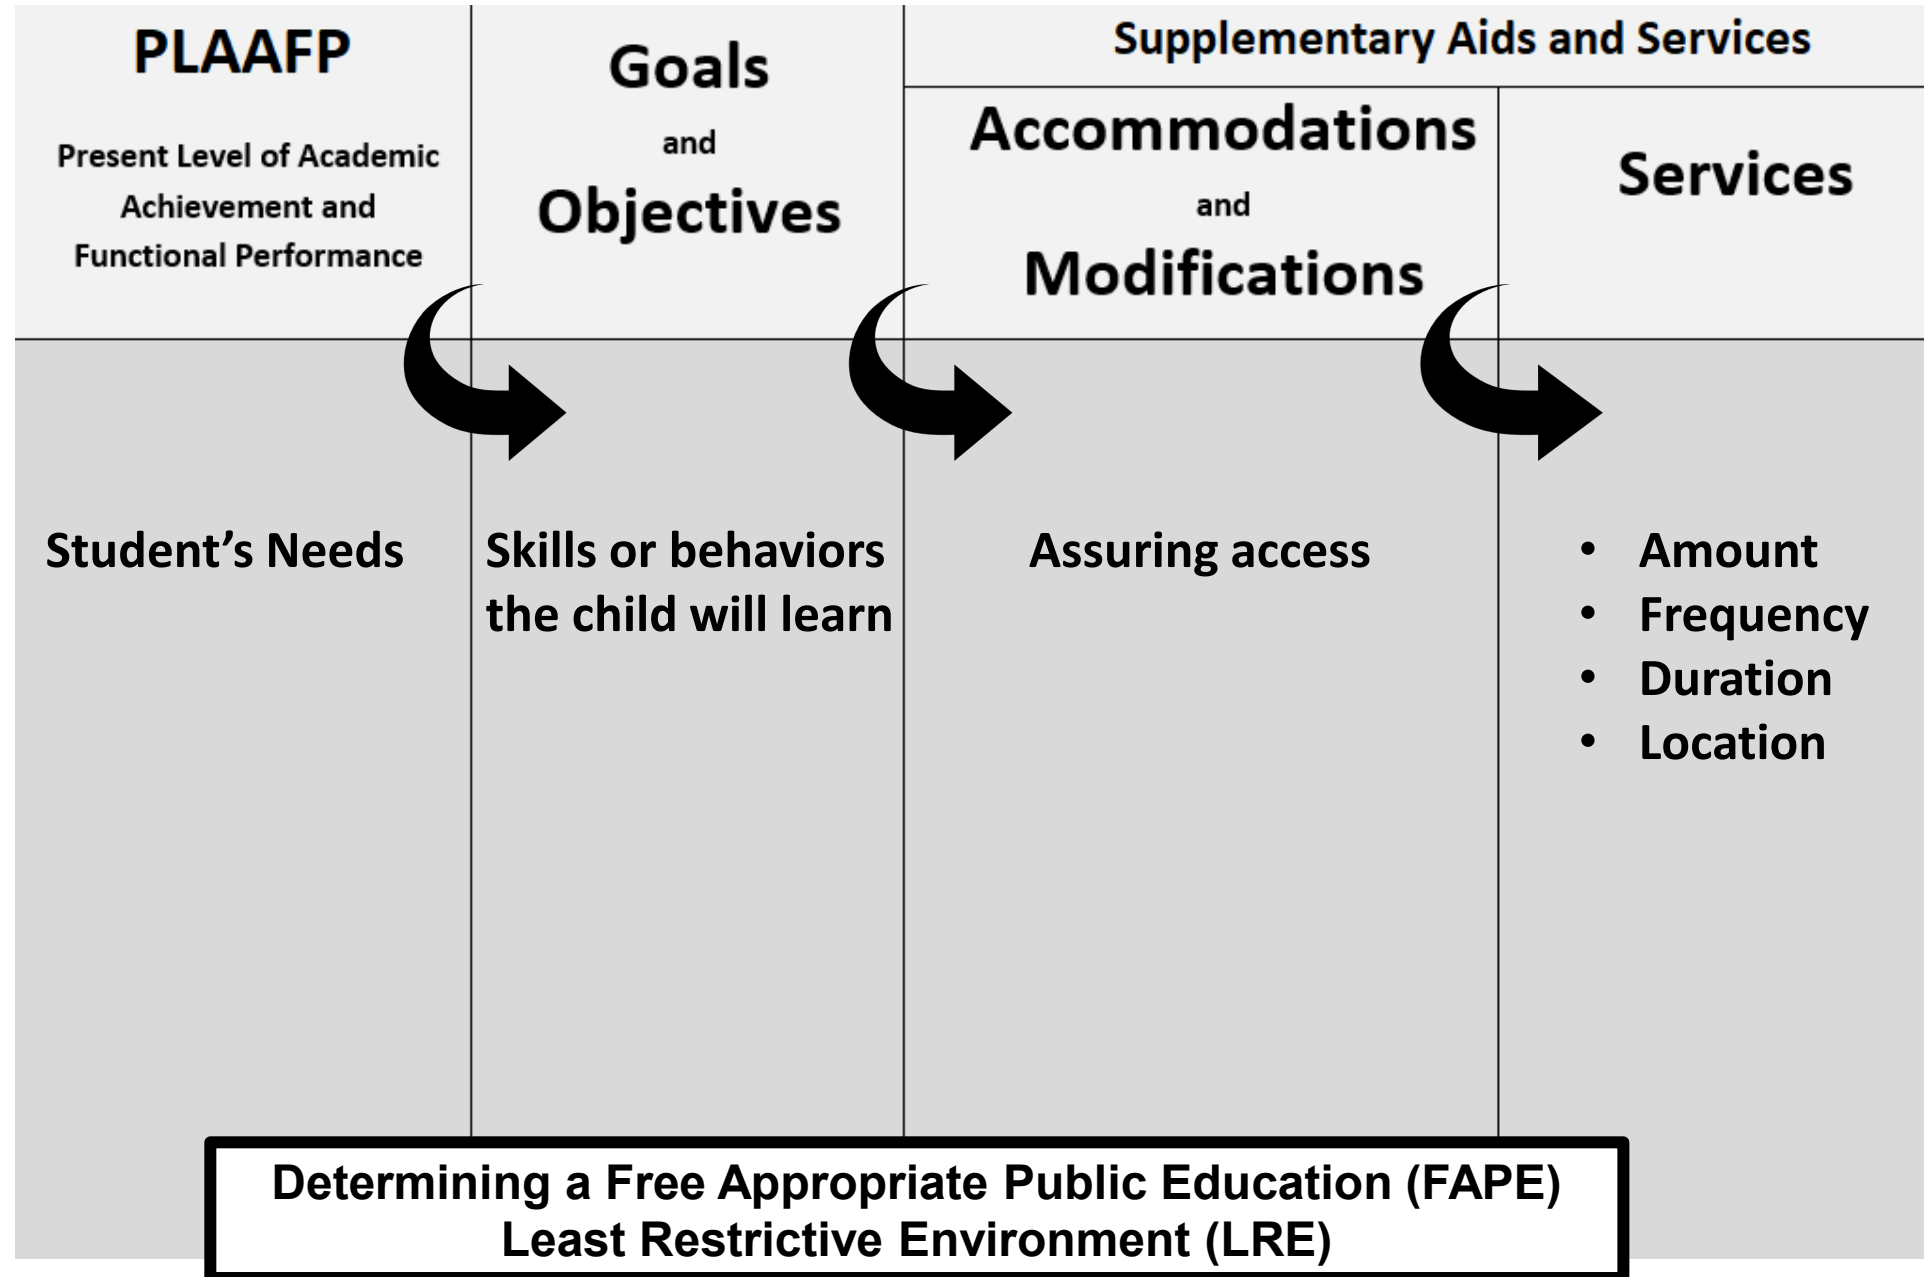 PLAAFP
Present Level of Academic
Achievement and
Functional Performance
Goals
and
Objectives
Supplementary Aids and Services
Accommodations
and
Modifications
Services
Student’s Needs
Skills or behaviors
the child will learn
Assuring access
• Amount
• Frequency
• Duration
• Location
Determining a Free Appropriate Public Education (FAPE)
Least Restrictive Environment (LRE)